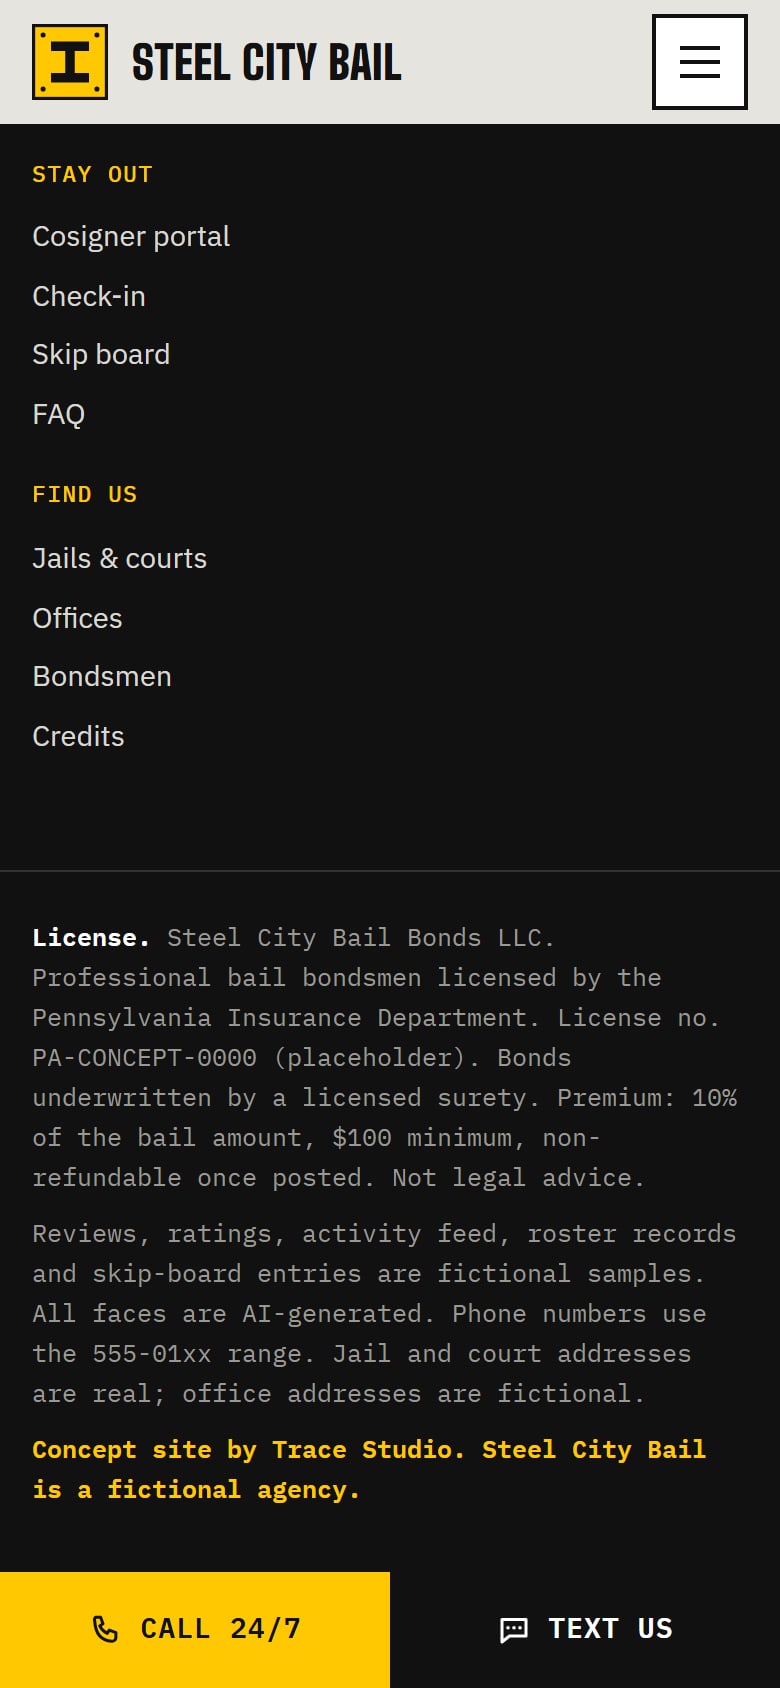 STEEL CITY BAIL
STAY OUT
Cosigner portal
Check-in
Skip board
FAQ
FIND US
Jails & courts
Offices
Bondsmen
Credits
License. Steel City Bail Bonds LLC.
Professional bail bondsmen licensed by the
Pennsylvania Insurance Department. License no.
PA-CONCEPT-0000 (placeholder). Bonds
underwritten by a licensed surety. Premium: 10%
of the bail amount, $100 minimum, non-
refundable once posted. Not legal advice.
Reviews, ratings, activity feed, roster records
and skip-board entries are fictional samples.
All faces are AI-generated. Phone numbers use
the 555-01xx range. Jail and court addresses
are real; office addresses are fictional.
Concept site by Trace Studio. Steel City Bail
is a fictional agency.
CALL 24/7
TEXT US